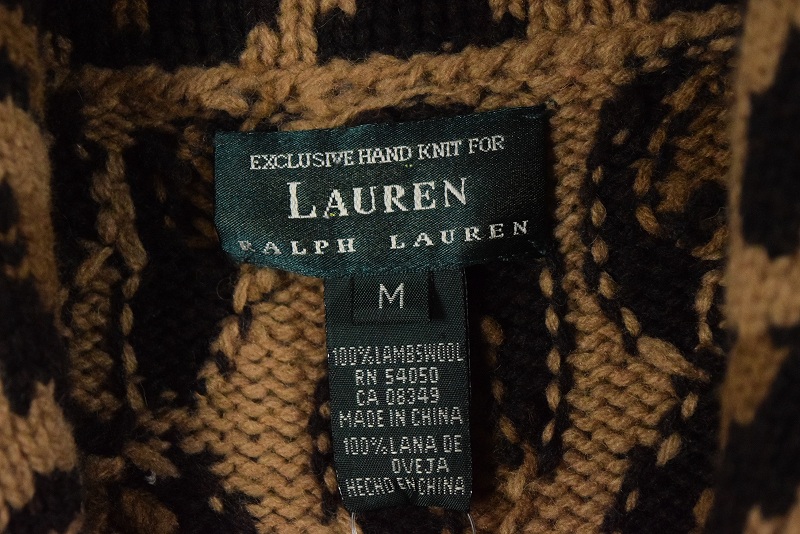 EXCLUSIVE HAND KNIT FOR
LAUREN
RALPH LAUREN
M
100% LAMBSWOOL
RN 54050
CA 08349
MADE IN CHINA
100% LANA DE
OVEJA
HECHO EN CHINA